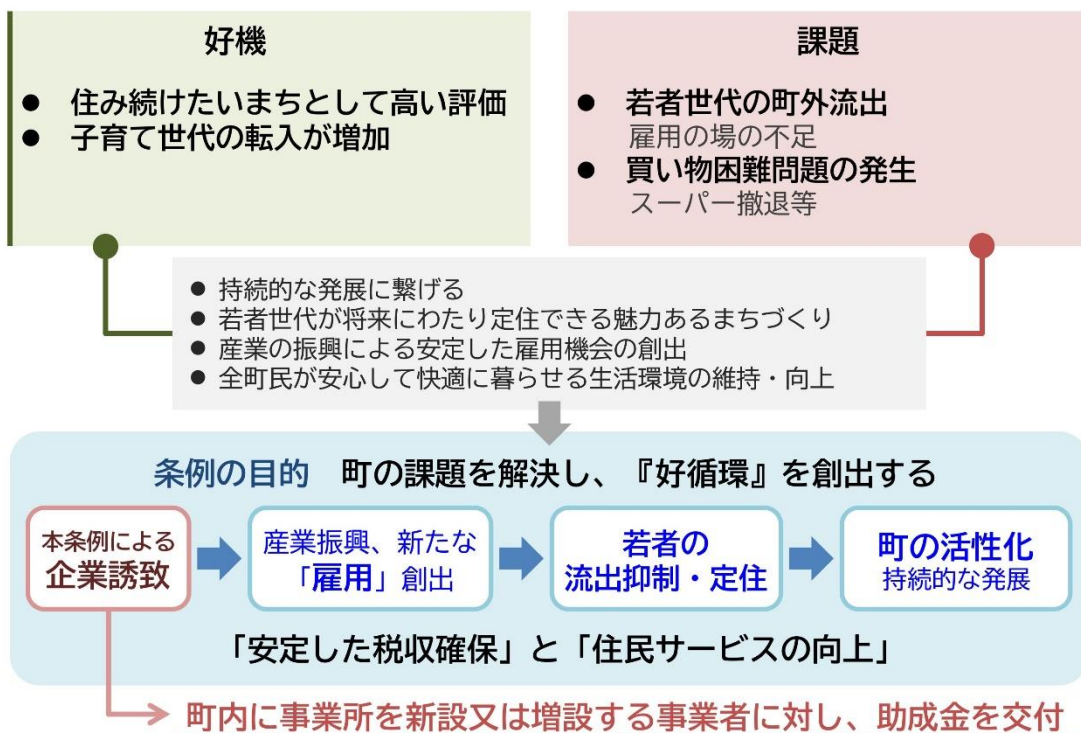 好機
● 住み続けたいまちとして高い評価
● 子育て世代の転入が増加
課題
● 若者世代の町外流出
雇用の場の不足
● 買い物困難問題の発生
スーパー撤退等
● 持続的な発展に繋げる
● 若者世代が将来にわたり定住できる魅力あるまちづくり
● 産業の振興による安定した雇用機会の創出
● 全町民が安心して快適に暮らせる生活環境の維持・向上
条例の目的 町の課題を解決し、『好循環』を創出する
本条例による
企業誘致
産業振興、新たな
「雇用」創出
若者の
流出抑制・定住
町の活性化
持続的な発展
「安定した税収確保」と「住民サービスの向上」
町内に事業所を新設又は増設する事業者に対し、助成金を交付